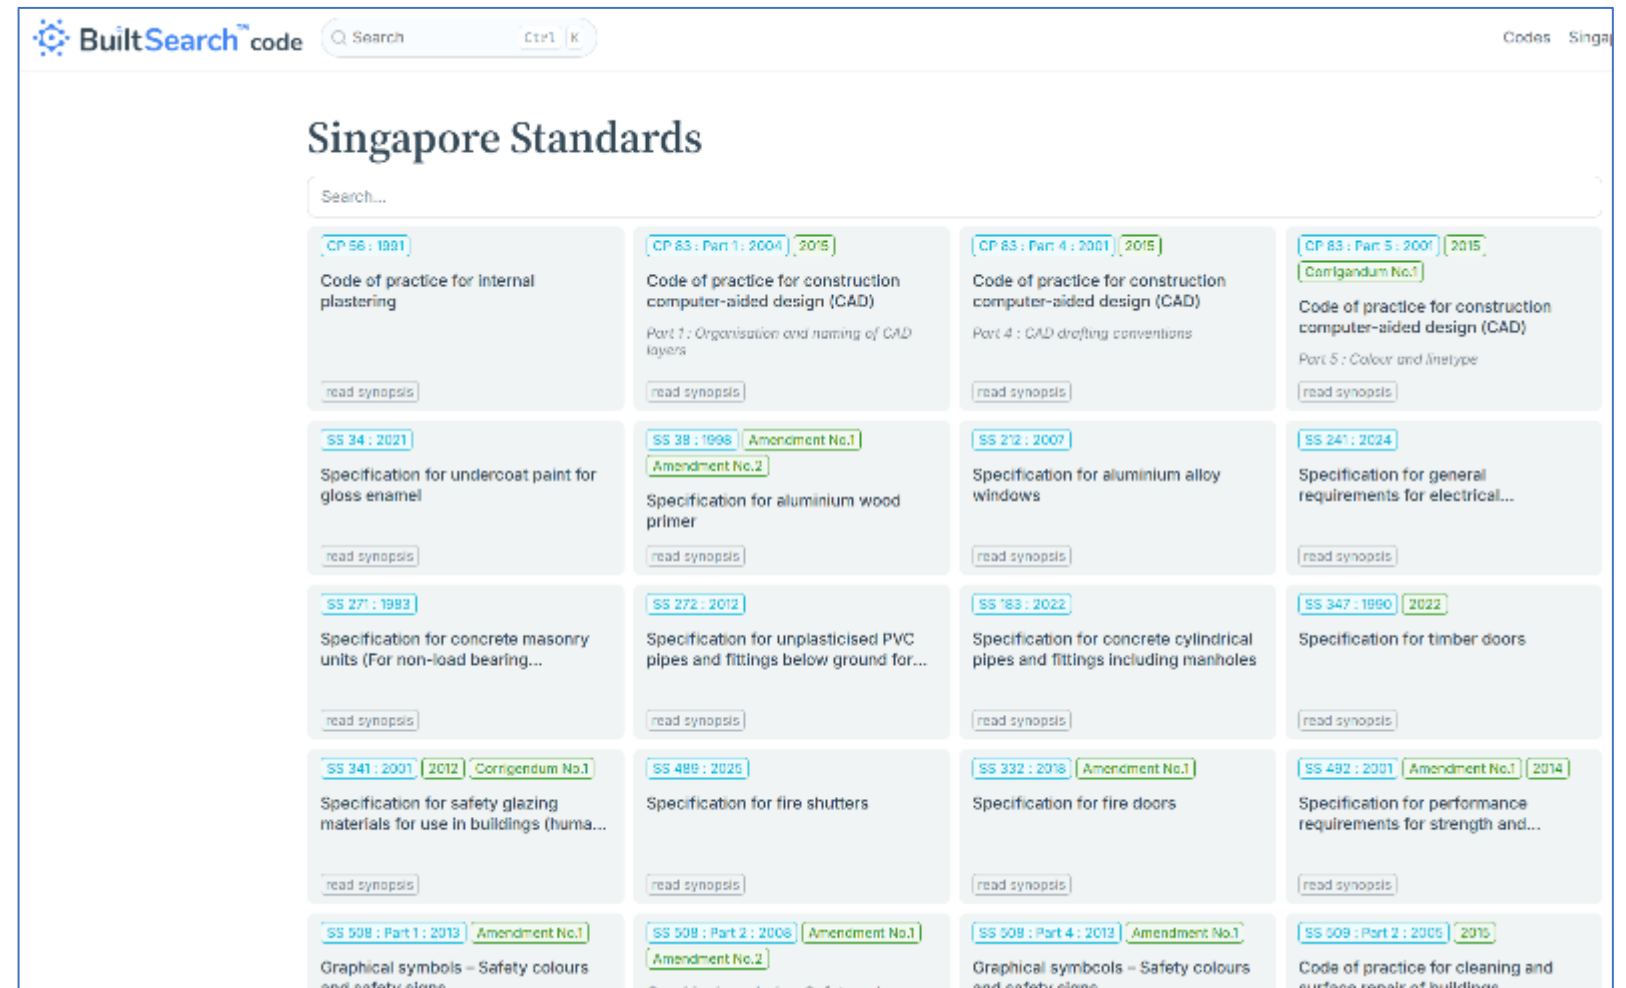 BuiltSearch™ code
Search Ctrl K
Codes Singap
Singapore Standards
Search...
CP 56 : 1991
Code of practice for internal
plastering
read synopsis
CP 83 : Part 1 : 2004 2015
Code of practice for construction
computer-aided design (CAD)
Part 1 : Organisation and naming of CAD
layers
read synopsis
CP 83 : Part 4 : 2001 2015
Code of practice for construction
computer-aided design (CAD)
Part 4 : CAD drafting conventions
read synopsis
CP 83 : Part 5 : 2001 2015
Corrigendum No.1
Code of practice for construction
computer-aided design (CAD)
Part 5 : Colour and linetype
read synopsis
SS 34 : 2021
Specification for undercoat paint for
gloss enamel
read synopsis
SS 38 : 1998 Amendment No.1
Amendment No.2
Specification for aluminium wood
primer
read synopsis
SS 212 : 2007
Specification for aluminium alloy
windows
read synopsis
SS 241 : 2024
Specification for general
requirements for electrical...
read synopsis
SS 271 : 1983
Specification for concrete masonry
units (For non-load bearing...
read synopsis
SS 272 : 2012
Specification for unplasticised PVC
pipes and fittings below ground for...
read synopsis
SS 183 : 2022
Specification for concrete cylindrical
pipes and fittings including manholes
read synopsis
SS 347 : 1990 2022
Specification for timber doors
read synopsis
SS 341 : 2001 2012 Corrigendum No.1
Specification for safety glazing
materials for use in buildings (huma...
read synopsis
SS 489 : 2025
Specification for fire shutters
read synopsis
SS 332 : 2018 Amendment No.1
Specification for fire doors
read synopsis
SS 492 : 2001 Amendment No.1 2014
Specification for performance
requirements for strength and...
read synopsis
SS 508 : Part 1 : 2013 Amendment No.1
Graphical symbols – Safety colours
and safety signs
SS 508 : Part 2 : 2008 Amendment No.1
Amendment No.2
SS 508 : Part 4 : 2013 Amendment No.1
Graphical symbcols – Safety colours
and safety signs
SS 509 : Part 2 : 2005 2015
Code of practice for cleaning and
surface repair of buildings